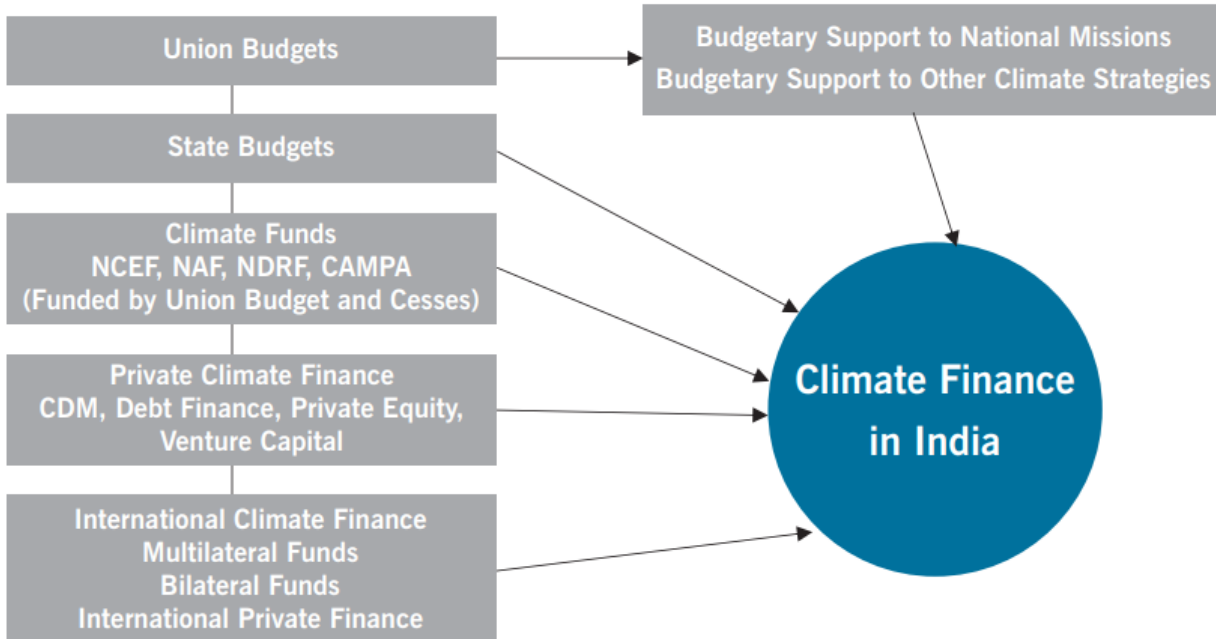 Union Budgets
Budgetary Support to National Missions
Budgetary Support to Other Climate Strategies
State Budgets
Climate Funds
NCEF, NAF, NDRF, CAMPA
(Funded by Union Budget and Cesses)
Private Climate Finance
CDM, Debt Finance, Private Equity,
Venture Capital
International Climate Finance
Multilateral Funds
Bilateral Funds
International Private Finance
Climate Finance
in India